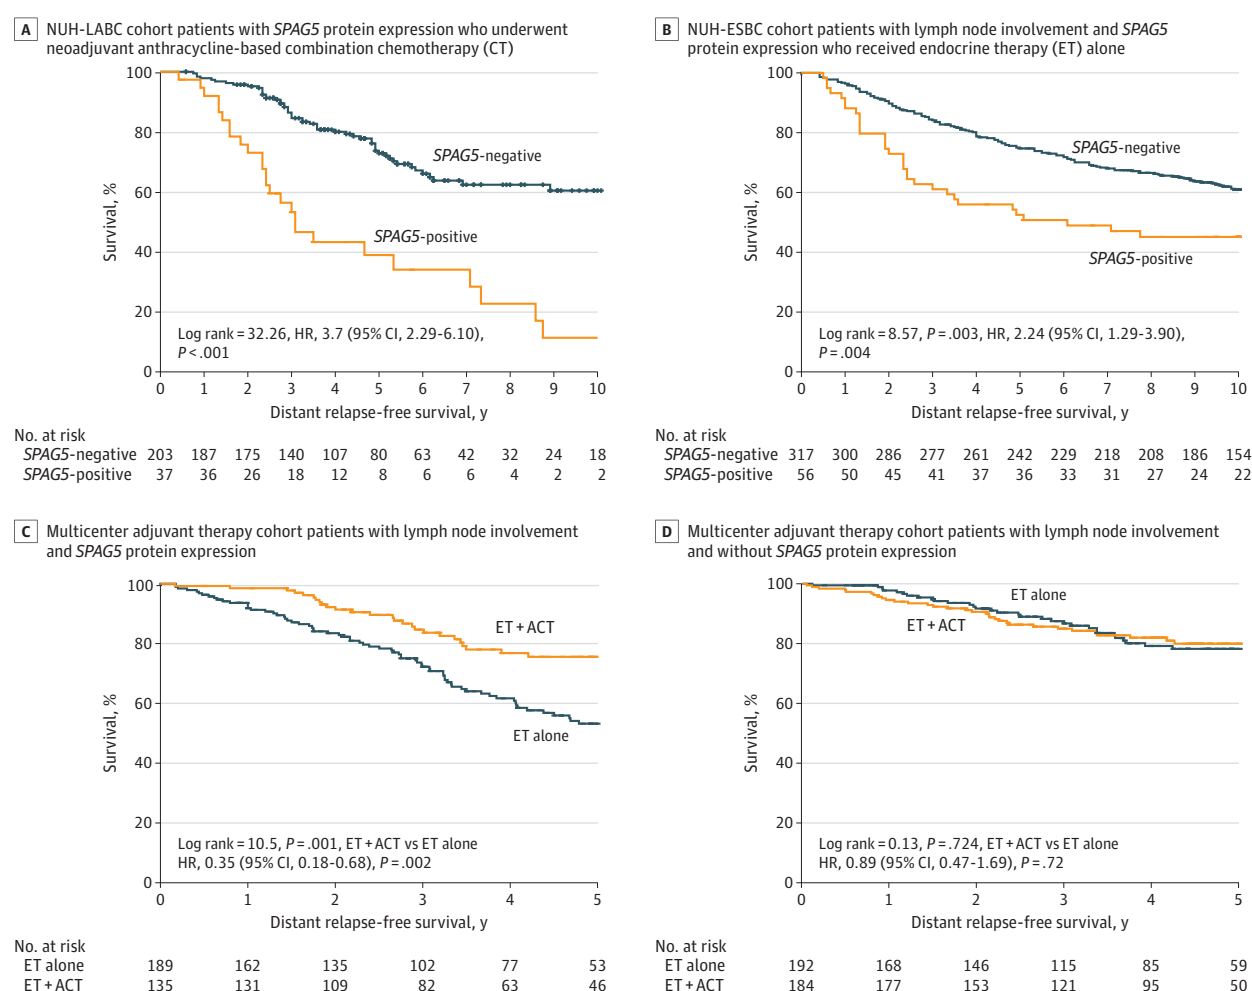 A NUH-LABC cohort patients with SPAG5 protein expression who underwent
neoadjuvant anthracycline-based combination chemotherapy (CT)
100
80
60
40
20
0
Survival, %
SPAG5-negative
SPAG5-positive
Log rank = 32.26, HR, 3.7 (95% CI, 2.29-6.10),
P < .001
0 1 2 3 4 5 6 7 8 9 10
Distant relapse-free survival, y
No. at risk
SPAG5-negative 203 187 175 140 107 80 63 42 32 24 18
SPAG5-positive 37 36 26 18 12 8 6 6 4 2 2
B NUH-ESBC cohort patients with lymph node involvement and SPAG5
protein expression who received endocrine therapy (ET) alone
100
80
60
40
20
0
Survival, %
SPAG5-negative
SPAG5-positive
Log rank = 8.57, P = .003, HR, 2.24 (95% CI, 1.29-3.90),
P = .004
0 1 2 3 4 5 6 7 8 9 10
Distant relapse-free survival, y
No. at risk
SPAG5-negative 317 300 286 277 261 242 229 218 208 186 154
SPAG5-positive 56 50 45 41 37 36 33 31 27 24 22
C Multicenter adjuvant therapy cohort patients with lymph node involvement
and SPAG5 protein expression
100
80
60
40
20
0
Survival, %
ET + ACT
ET alone
Log rank = 10.5, P = .001, ET + ACT vs ET alone
HR, 0.35 (95% CI, 0.18-0.68), P = .002
0 1 2 3 4 5
Distant relapse-free survival, y
No. at risk
ET alone 189 162 135 102 77 53
ET + ACT 135 131 109 82 63 46
D Multicenter adjuvant therapy cohort patients with lymph node involvement
and without SPAG5 protein expression
100
80
60
40
20
0
Survival, %
ET alone
ET + ACT
Log rank = 0.13, P = .724, ET + ACT vs ET alone
HR, 0.89 (95% CI, 0.47-1.69), P = .72
0 1 2 3 4 5
Distant relapse-free survival, y
No. at risk
ET alone 192 168 146 115 85 59
ET + ACT 184 177 153 121 95 50